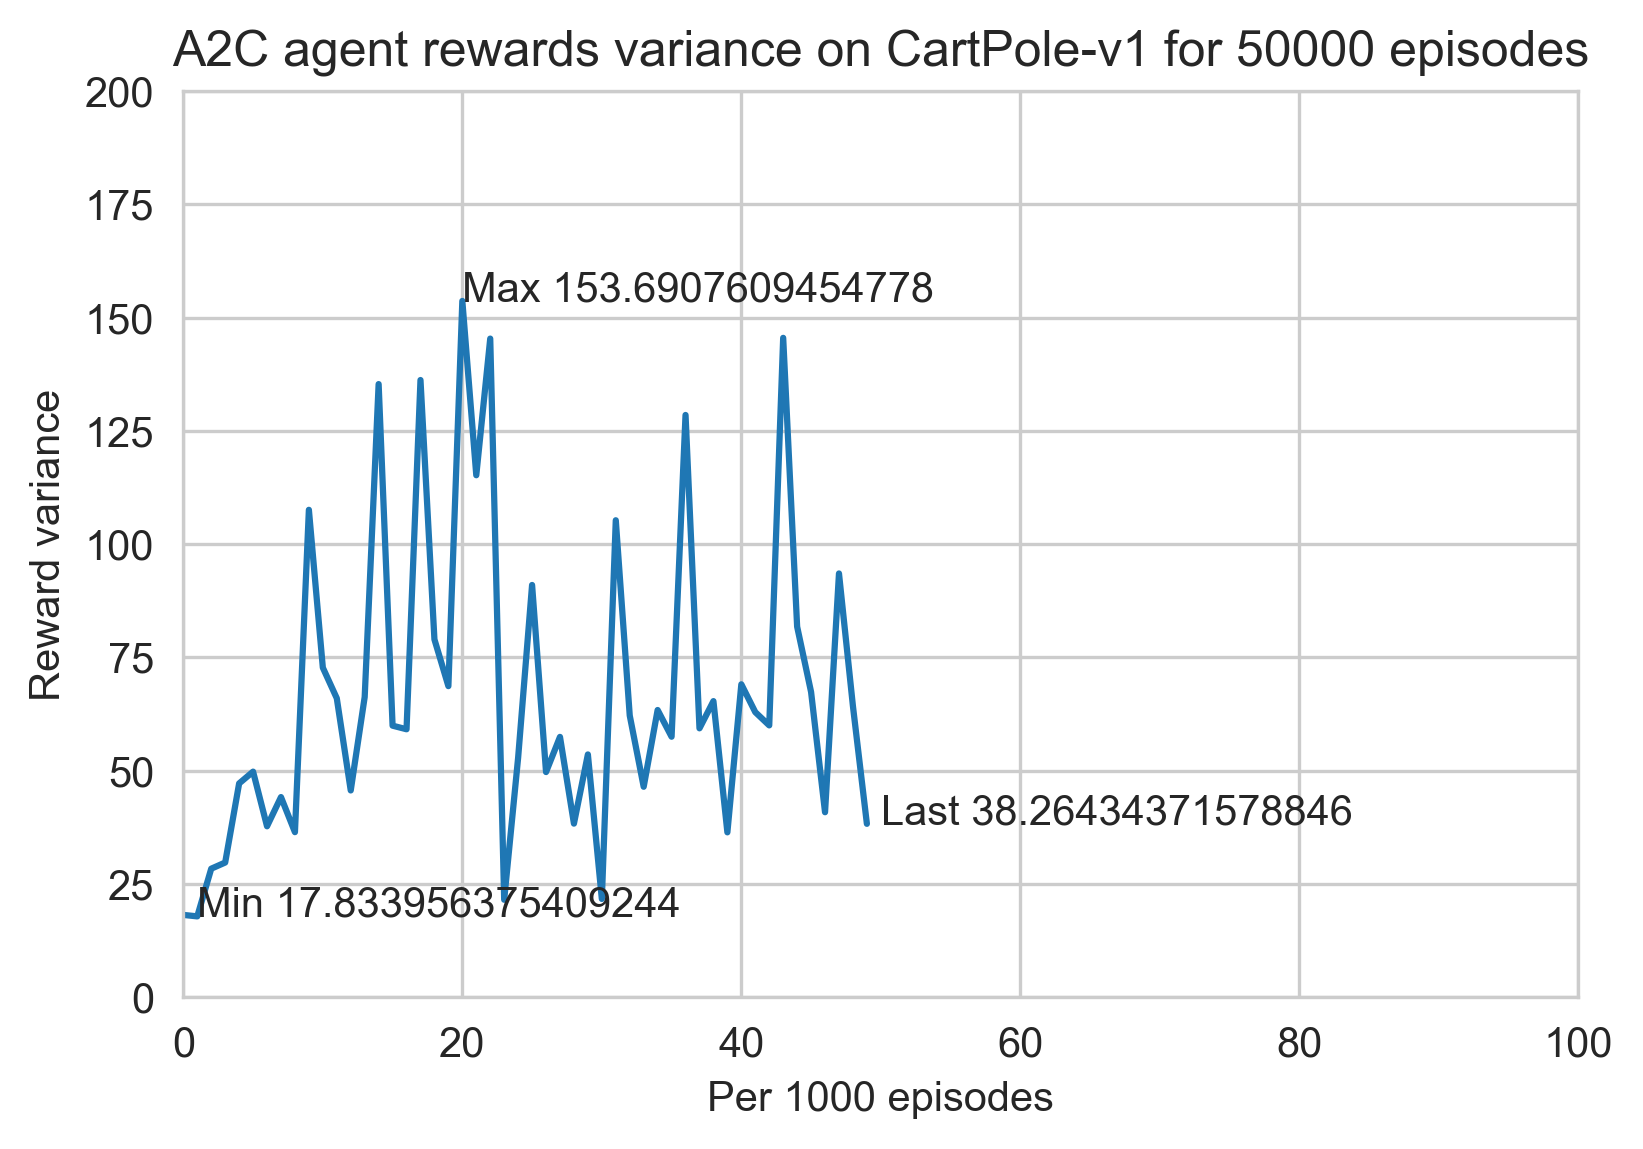 A2C agent rewards variance on CartPole-v1 for 50000 episodes
200
175
150
125
100
75
50
25
0
Reward variance
Max 153.6907609454778
Last 38.26434371578846
Min 17.833956375409244
0 20 40 60 80 100
Per 1000 episodes